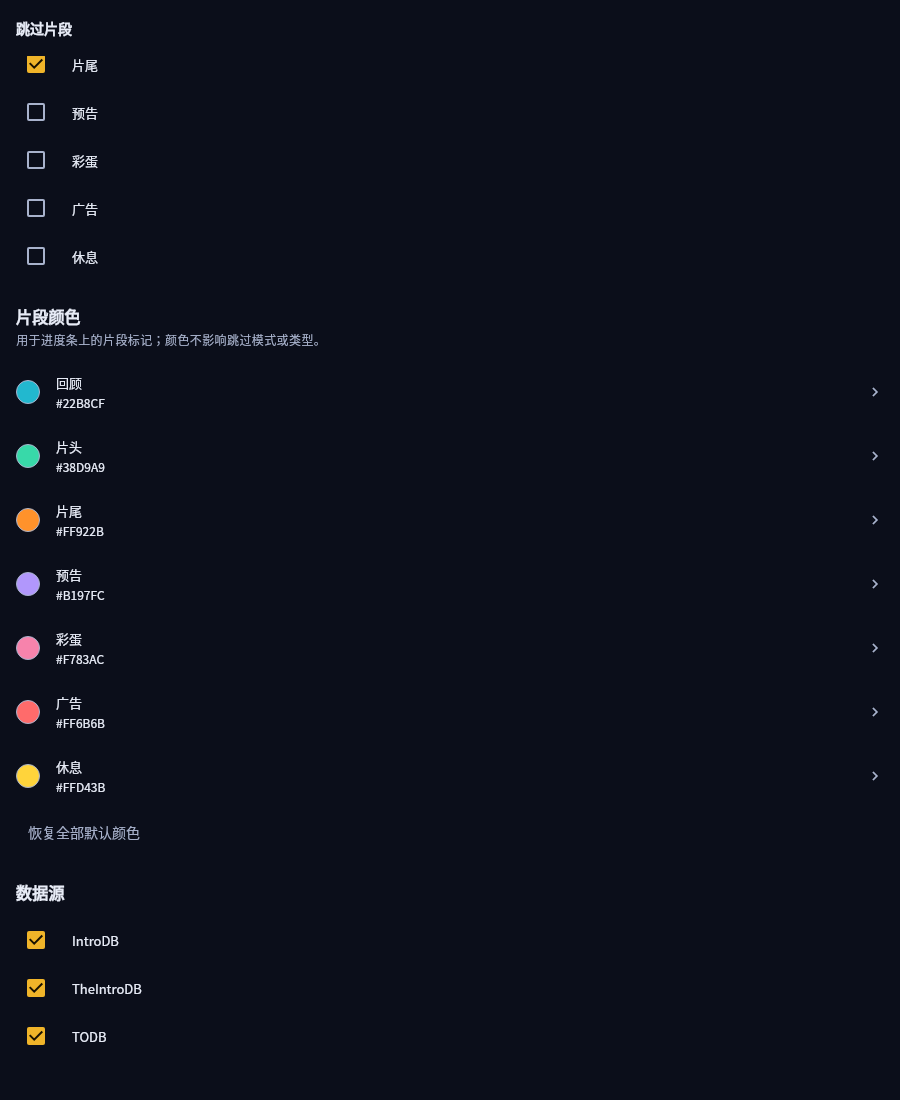 跳过片段
片尾
预告
彩蛋
广告
休息
片段颜色
用于进度条上的片段标记；颜色不影响跳过模式或类型。
回顾
#22B8CF
片头
#38D9A9
片尾
#FF922B
预告
#B197FC
彩蛋
#F783AC
广告
#FF6B6B
休息
#FFD43B
恢复全部默认颜色
数据源
IntroDB
TheIntroDB
TODB